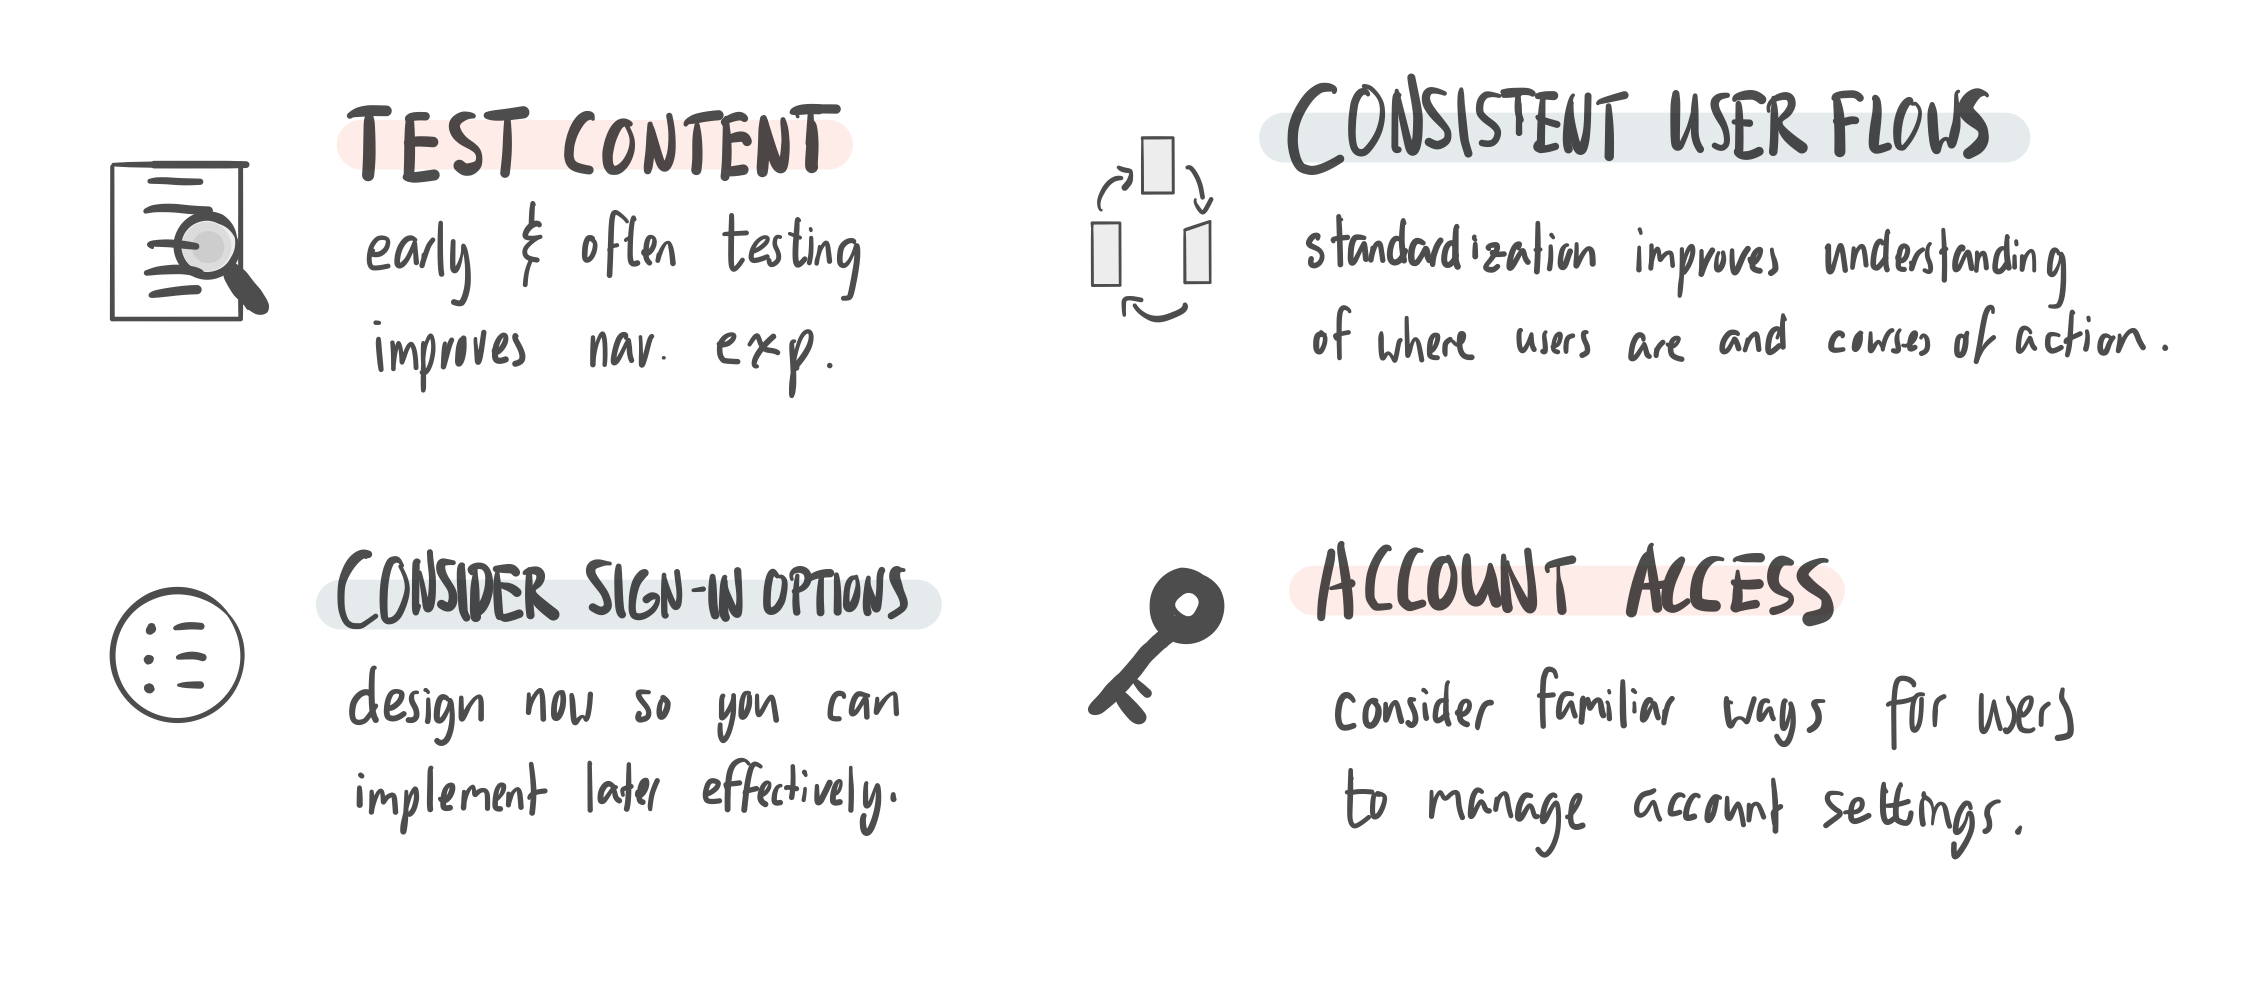 TEST CONTENT
early & often testing
improves nav. exp.
CONSISTENT USER FLOWS
standardization improves understanding
of where users are and courses of action.
CONSIDER SIGN-IN OPTIONS
design now so you can
implement later effectively.
ACCOUNT ACCESS
consider familiar ways for users
to manage account settings.